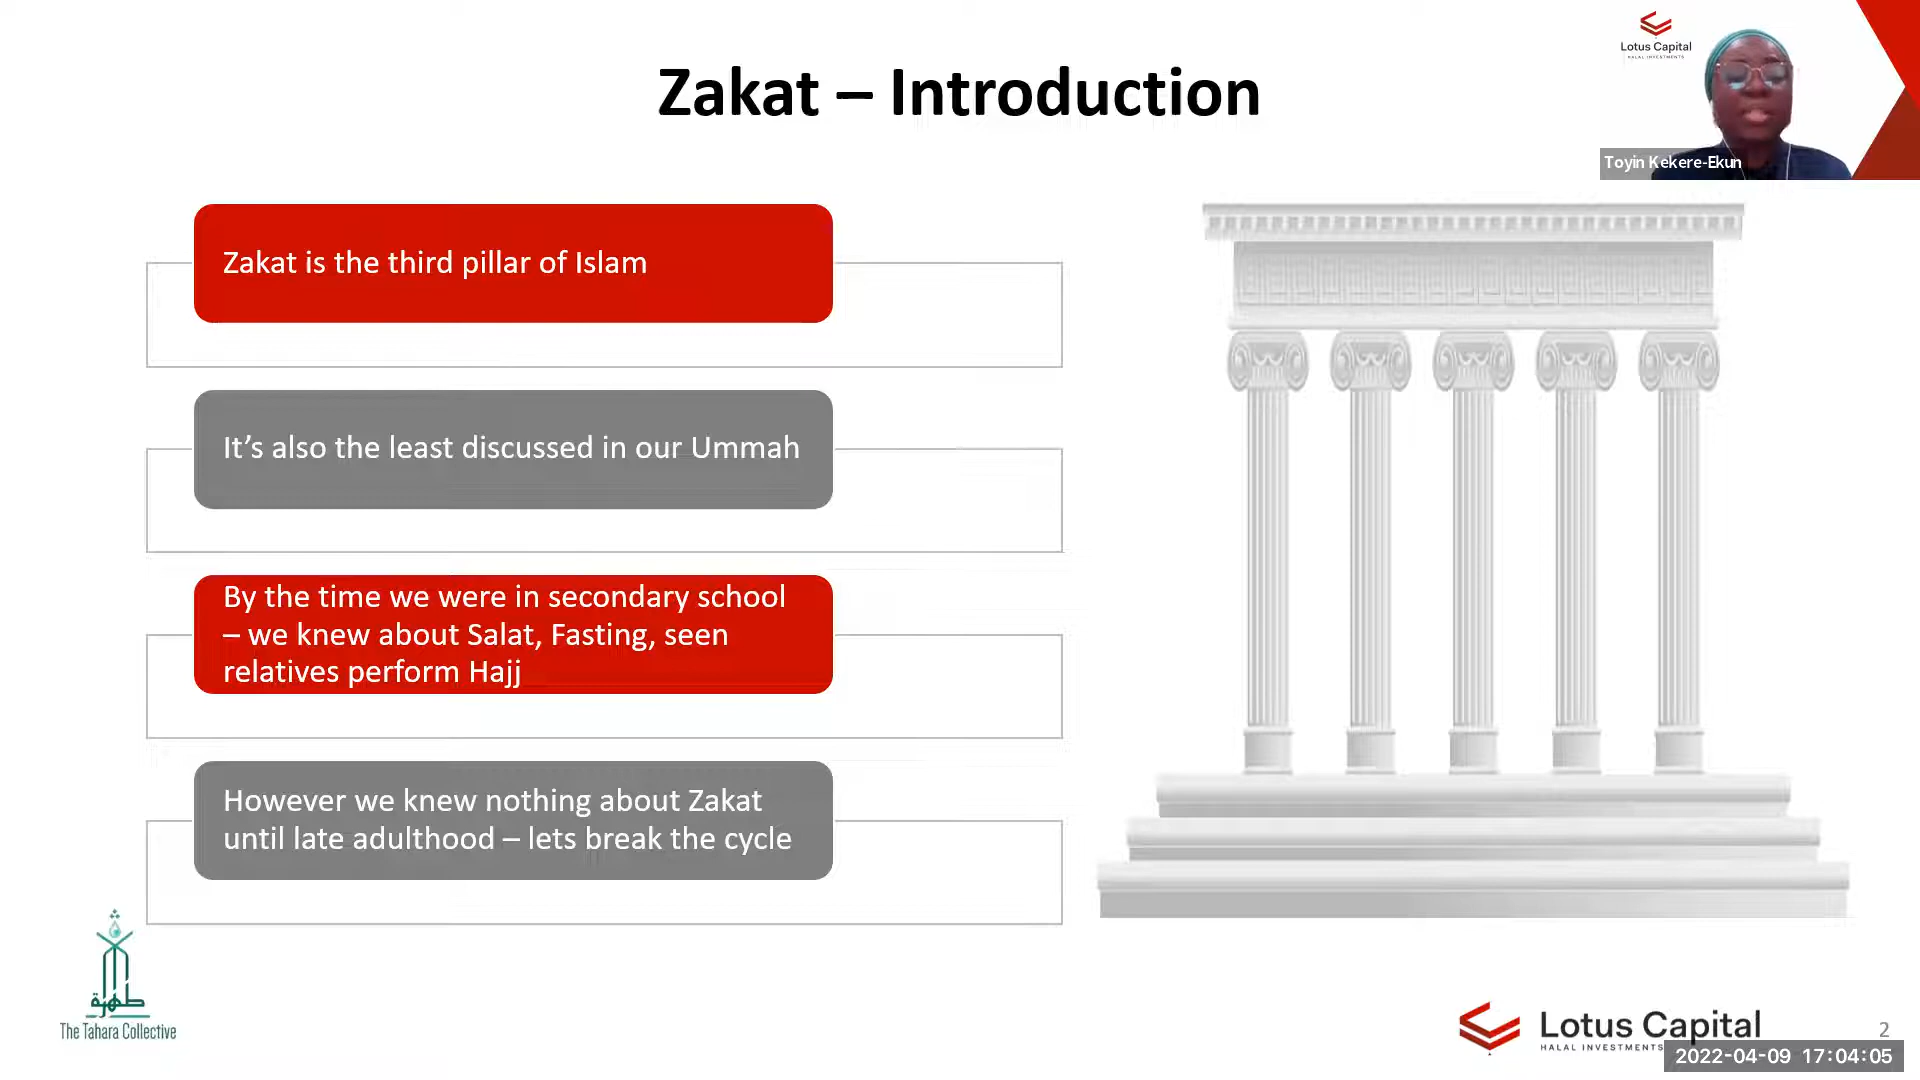 Lotus Capital
HALAL INVESTMENTS
Toyin Kekere-Ekun
Zakat – Introduction
Zakat is the third pillar of Islam
It’s also the least discussed in our Ummah
By the time we were in secondary school
– we knew about Salat, Fasting, seen
relatives perform Hajj
However we knew nothing about Zakat
until late adulthood – lets break the cycle
طهرة
The Tahara Collective
Lotus Capital
HALAL INVESTMENTS
2
2022-04-09 17:04:05